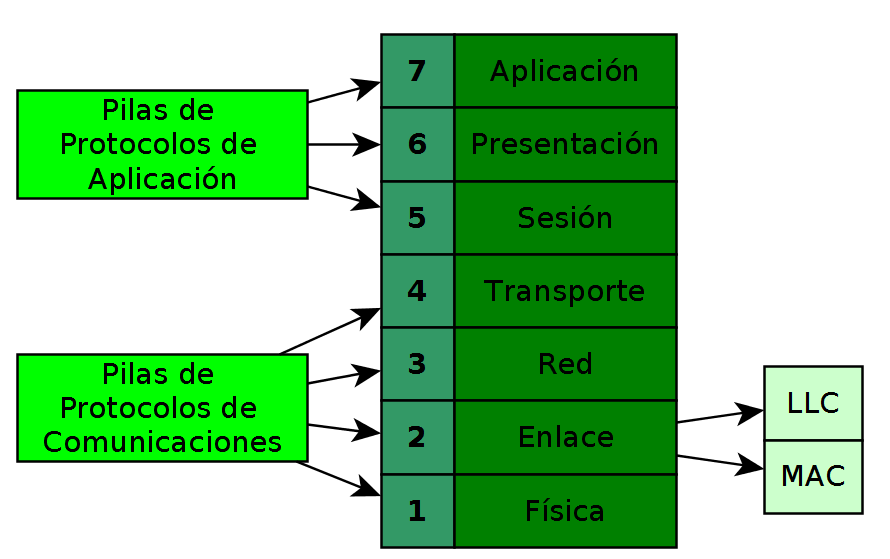 Pilas de
Protocolos de
Aplicación
7 Aplicación
6 Presentación
5 Sesión
4 Transporte
Pilas de
Protocolos de
Comunicaciones
3 Red
2 Enlace
1 Física
LLC
MAC